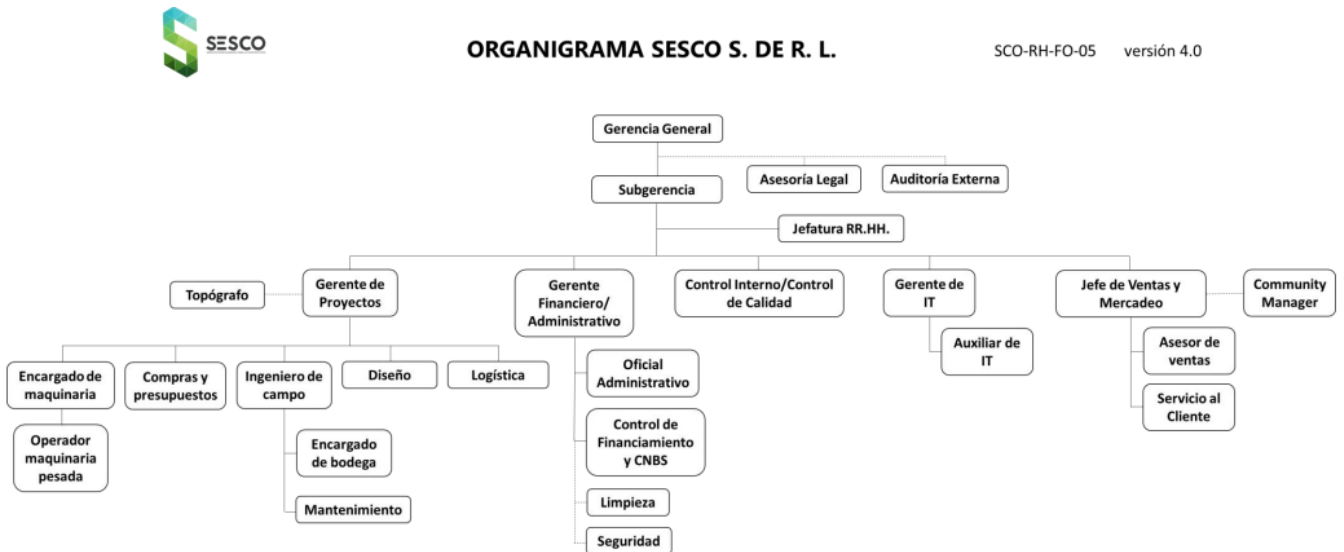 SESCO
ORGANIGRAMA SESCO S. DE R. L.
SCO-RH-FO-05 versión 4.0
Gerencia General
Asesoría Legal
Auditoría Externa
Subgerencia
Jefatura RR.HH.
Topógrafo
Gerente de
Proyectos
Gerente
Financiero/
Administrativo
Control Interno/Control
de Calidad
Gerente de
IT
Jefe de Ventas y
Mercadeo
Community
Manager
Encargado de
maquinaria
Compras y
presupuestos
Ingeniero de
campo
Diseño
Logística
Oficial
Administrativo
Auxiliar de
IT
Asesor de
ventas
Servicio al
Cliente
Operador
maquinaria
pesada
Encargado
de bodega
Control de
Financiamiento
y CNBS
Mantenimiento
Limpieza
Seguridad